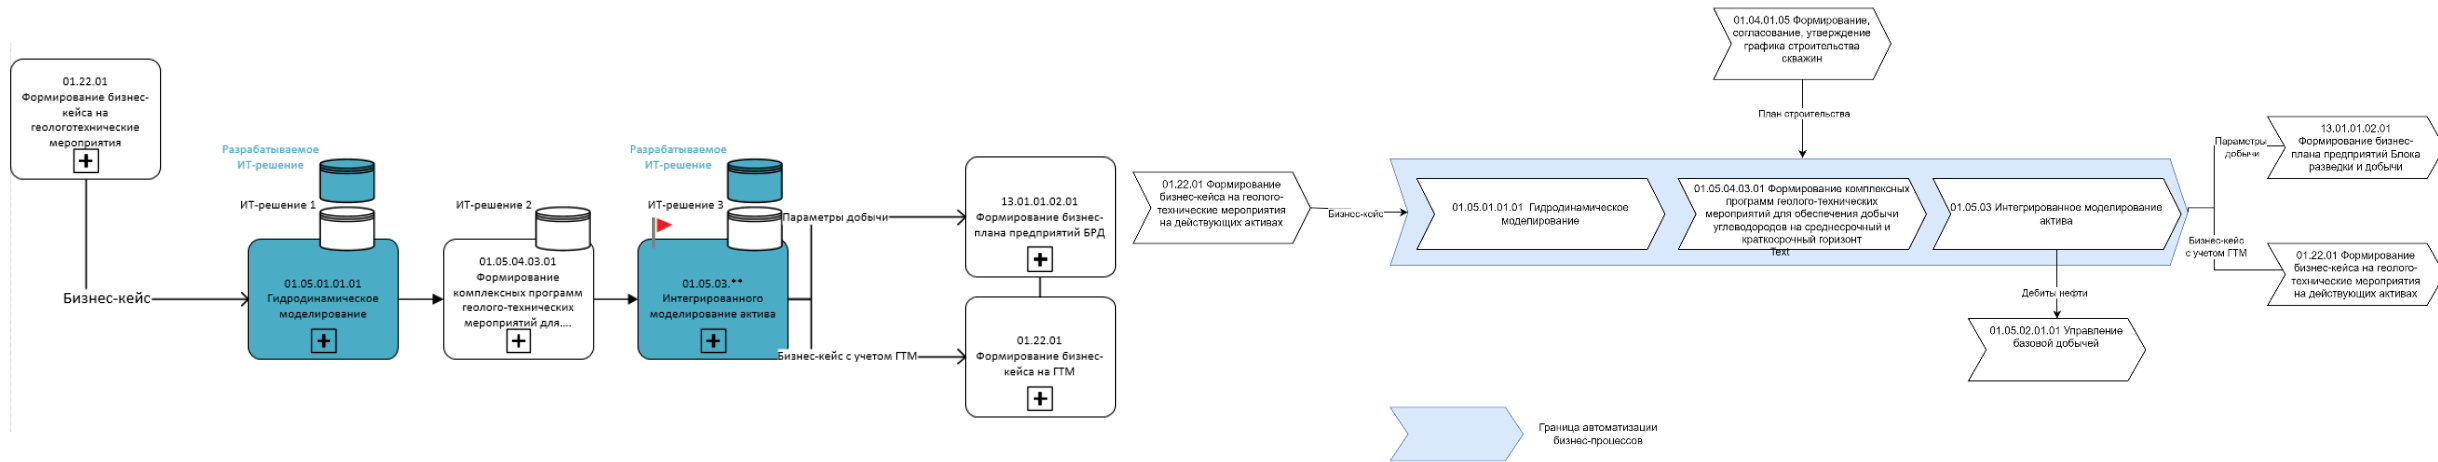 01.22.01
Формирование бизнес-
кейса на
геологотехнические
мероприятия
Бизнес-кейс
Разрабатываемое
ИТ-решение
ИТ-решение 1
01.05.01.01.01
Гидродинамическое
моделирование
ИТ-решение 2
01.05.04.03.01
Формирование
комплексных программ
геолого-технических
мероприятий для....
Разрабатываемое
ИТ-решение
ИТ-решение 3
01.05.03.**
Интегрированного
моделирование актива
Параметры добычи
Бизнес-кейс с учетом ГТМ
13.01.01.02.01
Формирование бизнес-
плана предприятий БРД
01.22.01
Формирование бизнес-
кейса на ГТМ
01.22.01 Формирование
бизнес-кейса на геолого-
технические мероприятия
на действующих активах
Бизнес-кейс
01.04.01.05 Формирование,
согласование, утверждение
графика строительства
скважин
План строительства
01.05.01.01.01 Гидродинамическое
моделирование
01.05.04.03.01 Формирование комплексных
программ геолого-технических
мероприятий для обеспечения добычи
углеводородов на среднесрочный и
краткосрочный горизонт
Text
01.05.03 Интегрированное моделирование
актива
Дебиты нефти
01.05.02.01.01 Управление
базовой добычей
Параметры
добычи
13.01.01.02.01
Формирование бизнес-
плана предприятий Блока
разведки и добычи
Бизнес-кейс
с учетом ГТМ
01.22.01 Формирование
бизнес-кейса на геолого-
технические мероприятия
на действующих активах
Граница автоматизации
бизнес-процессов